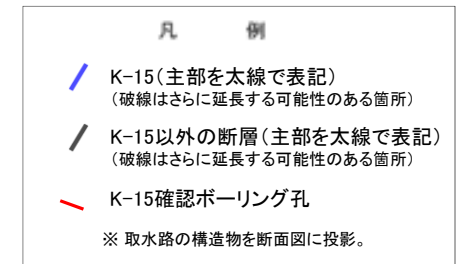 凡　例
K-15（主部を太線で表記）
（破線はさらに延長する可能性のある箇所）
K-15以外の断層（主部を太線で表記）
（破線はさらに延長する可能性のある箇所）
K-15確認ボーリング孔
※ 取水路の構造物を断面図に投影。